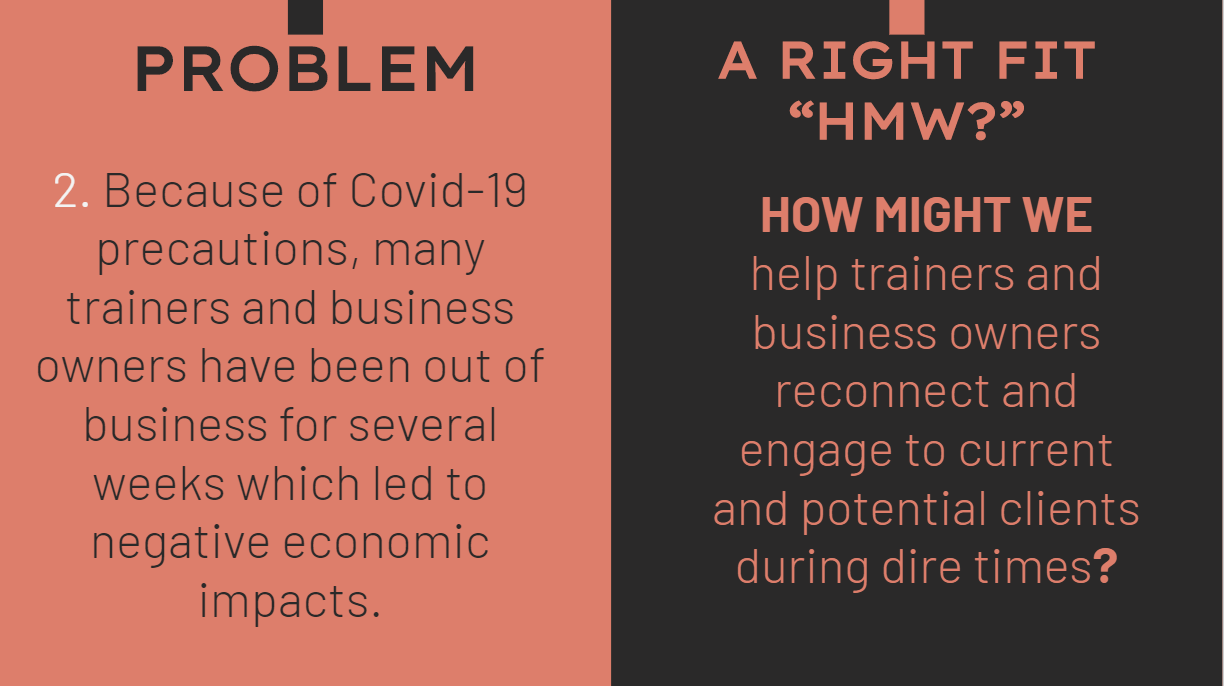 PROBLEM
2. Because of Covid-19
precautions, many
trainers and business
owners have been out of
business for several
weeks which led to
negative economic
impacts.
A RIGHT FIT
“HMW?”
HOW MIGHT WE
help trainers and
business owners
reconnect and
engage to current
and potential clients
during dire times?